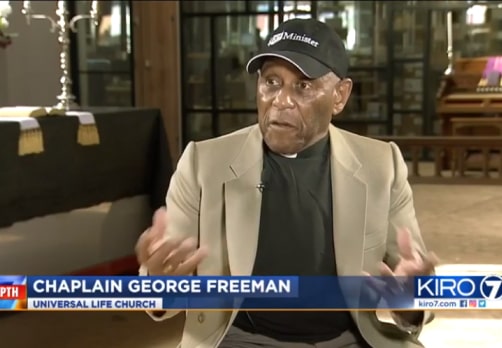 Minister
CHAPLAIN GEORGE FREEMAN
PTH
UNIVERSAL LIFE CHURCH
KIRO 7
kiro7.com